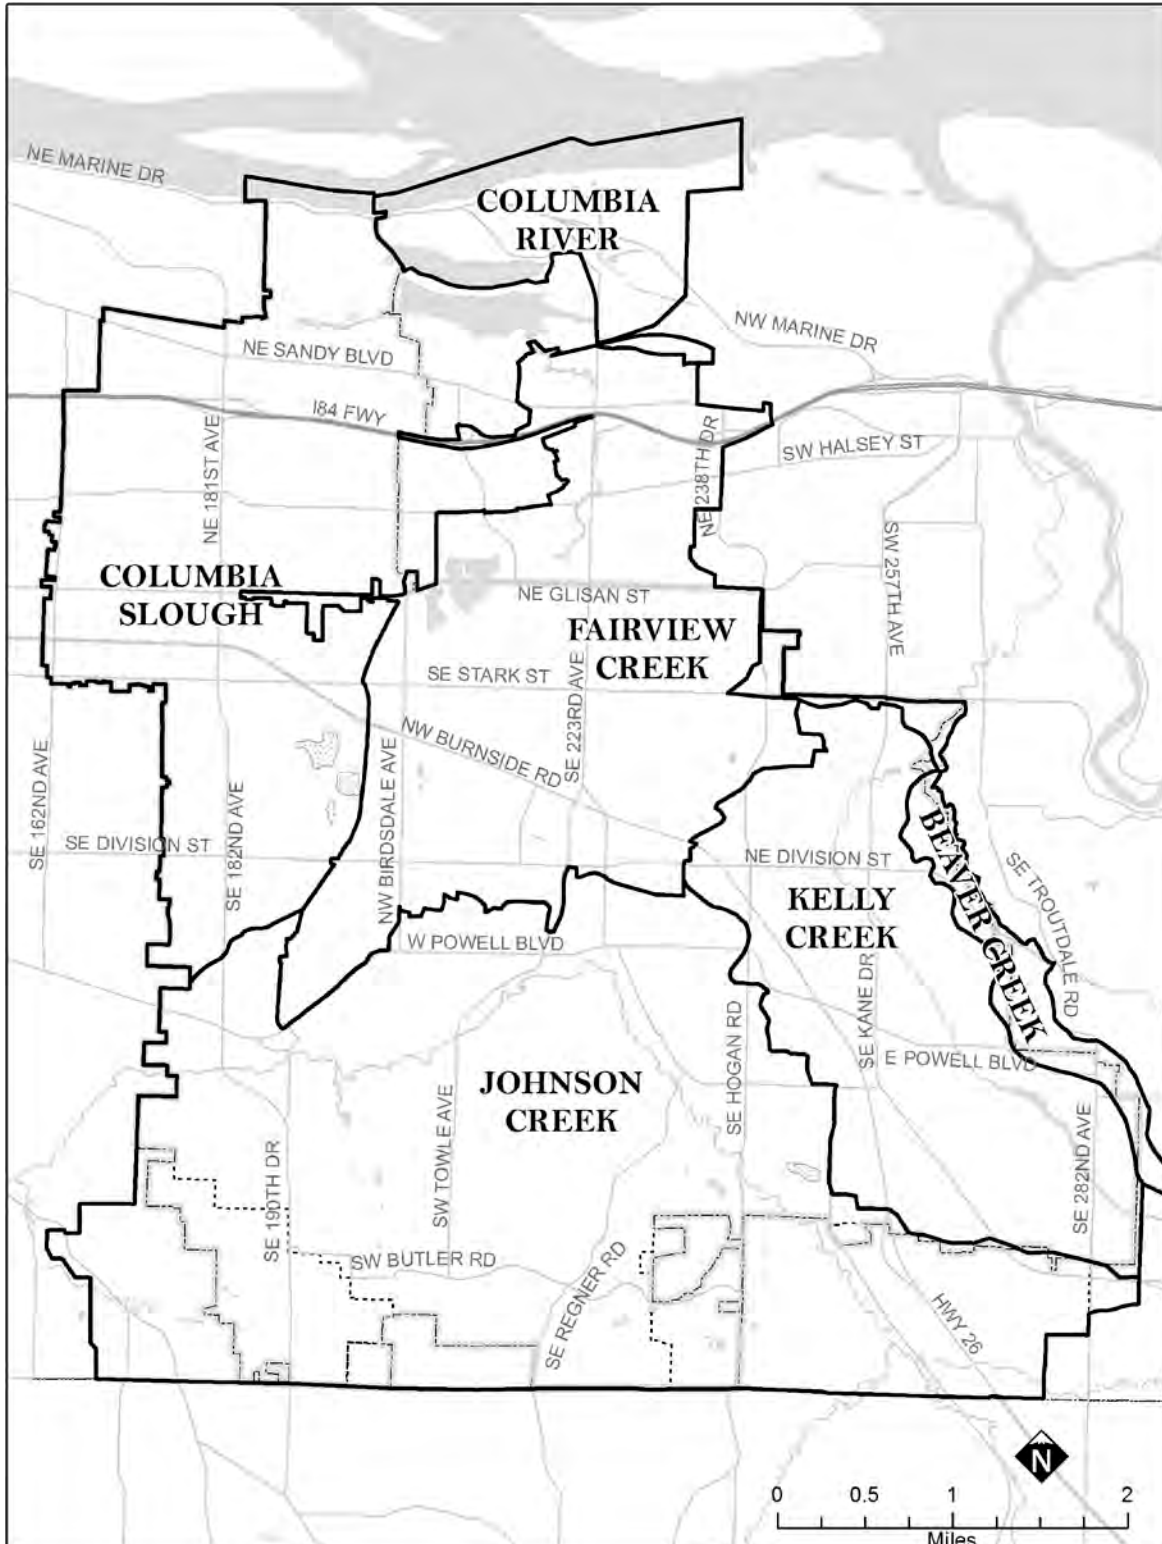 NE MARINE DR
COLUMBIA
RIVER
NW MARINE DR
NE SANDY BLVD
I84 FWY
SW HALSEY ST
NE 181ST AVE
NE 238TH DR
SW 257TH AVE
COLUMBIA
SLOUGH
NE GLISAN ST
FAIRVIEW
CREEK
SE STARK ST
SE 223RD AVE
NW BURNSIDE RD
SE 162ND AVE
SE DIVISION ST
SE 182ND AVE
NW BIRDSDALE AVE
NE DIVISION ST
BEAVER CREEK
SE TROUTDALE RD
KELLY
CREEK
W POWELL BLVD
SE KANE DR
SE HOGAN RD
E POWELL BLVD
JOHNSON
CREEK
SW TOWLE AVE
SE 190TH DR
SE 282ND AVE
SW BUTLER RD
SE REGNER RD
HWY 26
N
0 0.5 1 2
Miles